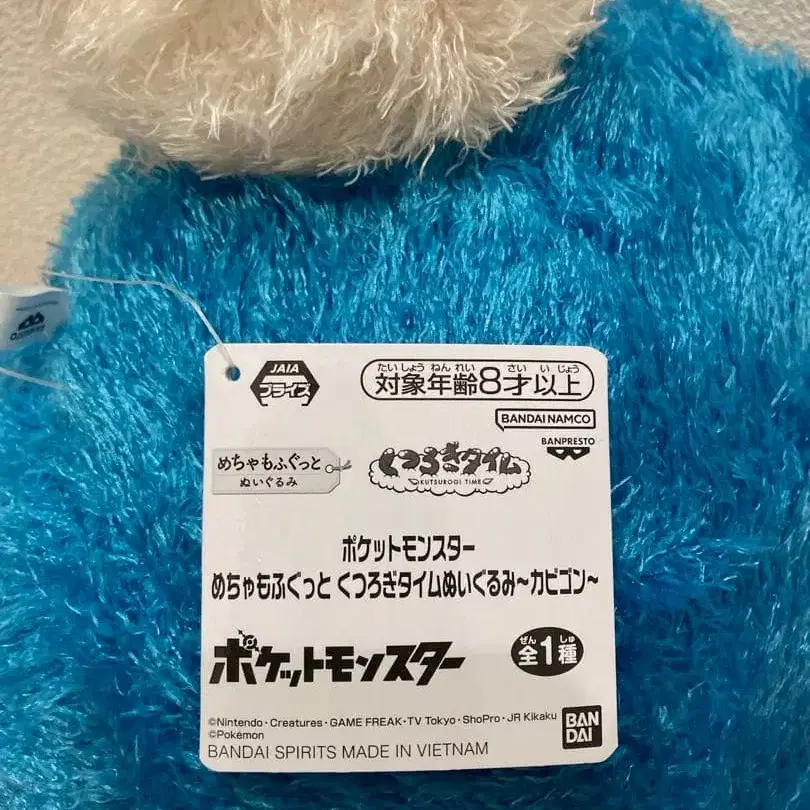 JAIA
プライズ
たいしょうねんれい さいいじょう
対象年齢8才以上
BANDAI NAMCO
BANPRESTO
めちゃもふぐっと
ぬいぐるみ
くつろぎタイム
KUTSUROGI TIME
ポケットモンスター
めちゃもふぐっと くつろぎタイムぬいぐるみ〜カビゴン〜
ポケットモンスター
ぜん しゅ
全1種
©Nintendo・Creatures・GAME FREAK・TV Tokyo・ShoPro・JR Kikaku
©Pokémon
BANDAI SPIRITS MADE IN VIETNAM
BAN
DAI